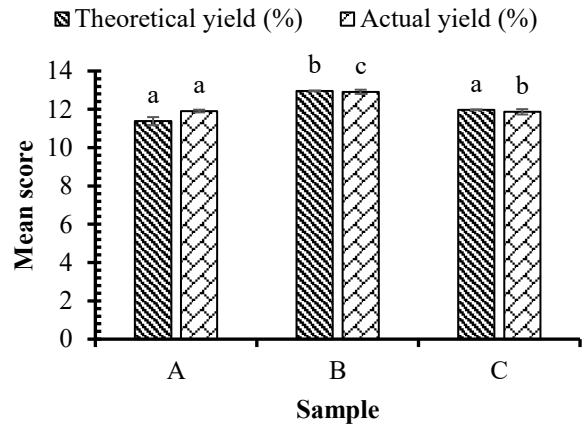 Theoretical yield (%) Actual yield (%)
14
12
10
8
6
4
2
0
Mean score
a a
b c
a b
A B C
Sample